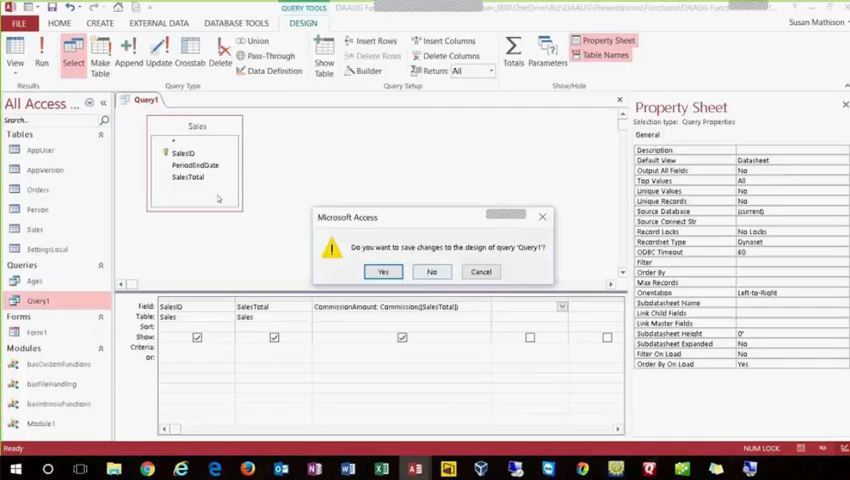 QUERY TOOLS
DAAUG
Susan Mathison
FILE HOME CREATE EXTERNAL DATA DATABASE TOOLS DESIGN
View Run Select Make Table Append Update Crosstab Delete
Union
Pass-Through
Data Definition
Show Table
Insert Rows
Delete Rows
Builder
Insert Columns
Delete Columns
Return: All
Totals Parameters
Property Sheet
Table Names
Results Query Type Query Setup Show/Hide
All Access ...
Search...
Tables
AppUser
AppVersion
Orders
Person
Sales
SettingsLocal
Queries
Ages
Query1
Forms
Form1
Modules
basCustomFunctions
basFileHandling
basIntrinsicFunctions
Module1
Query1
Sales
*
SalesID
PeriodEndDate
SalesTotal
Microsoft Access
Do you want to save changes to the design of query 'Query1'?
Yes No Cancel
Field: SalesID SalesTotal CommissionAmount: Commission([SalesTotal])
Table: Sales Sales
Sort:
Show:
Criteria:
or:
Property Sheet
Selection type: Query Properties
General
Description
Default View Datasheet
Output All Fields No
Top Values All
Unique Values No
Unique Records No
Source Database (current)
Source Connect Str
Record Locks No Locks
Recordset Type Dynaset
ODBC Timeout 60
Filter
Order By
Max Records
Orientation Left-to-Right
Subdatasheet Name
Link Child Fields
Link Master Fields
Subdatasheet Height 0"
Subdatasheet Expanded No
Filter On Load No
Order By On Load Yes
Ready NUM LOCK